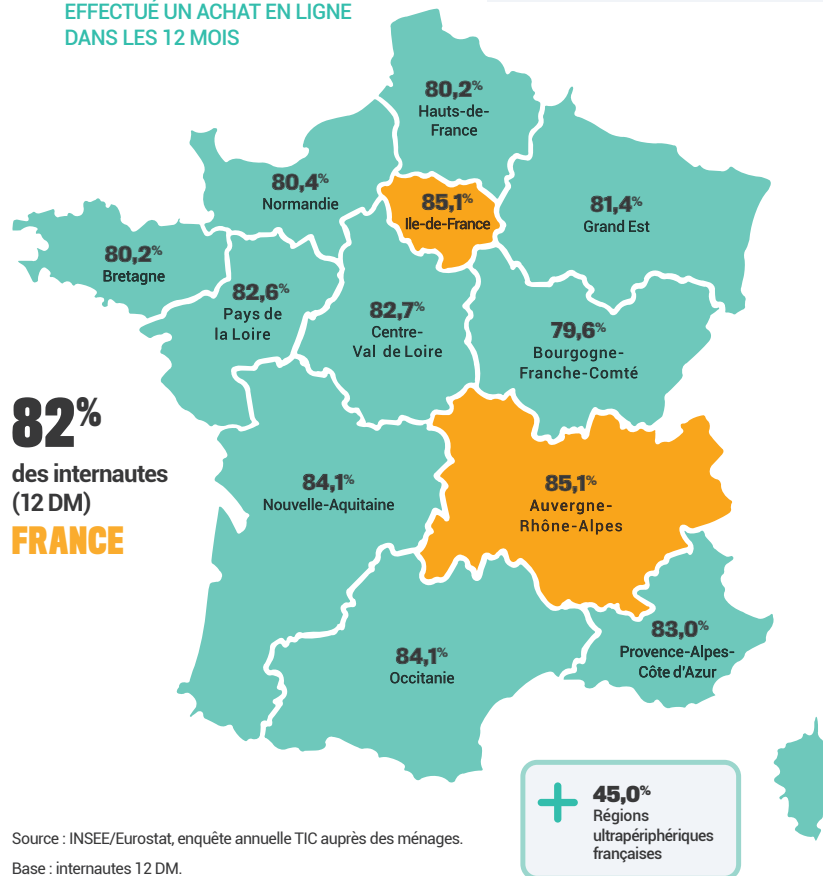 EFFECTUÉ UN ACHAT EN LIGNE
DANS LES 12 MOIS
80,2%
Hauts-de-
France
80,4%
Normandie
85,1%
Ile-de-France
81,4%
Grand Est
80,2%
Bretagne
82,6%
Pays de
la Loire
82,7%
Centre-
Val de Loire
79,6%
Bourgogne-
Franche-Comté
82%
des internautes
(12 DM)
FRANCE
84,1%
Nouvelle-Aquitaine
85,1%
Auvergne-
Rhône-Alpes
83,0%
Provence-Alpes-
Côte d'Azur
84,1%
Occitanie
+
45,0%
Régions
ultrapériphériques
françaises
Source : INSEE/Eurostat, enquête annuelle TIC auprès des ménages.
Base : internautes 12 DM.